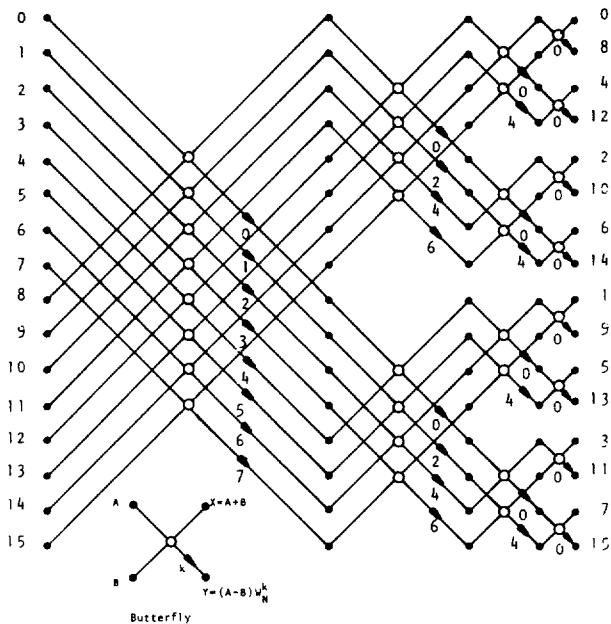 0 0
1 8
0
2 0 4
3 4 0 12
4 0 2
5 2 0 10
6 0 4 0 6
7 1 6 4 0 14
8 2 1
9 3 0 9
10 4 0 5
11 5 4 0 13
0
12 6 3
2
13 7 0 11
4
14 0 7
6
15 4 0 15
A X=A+B
k
B Y=(A-B)W_N^k
Butterfly